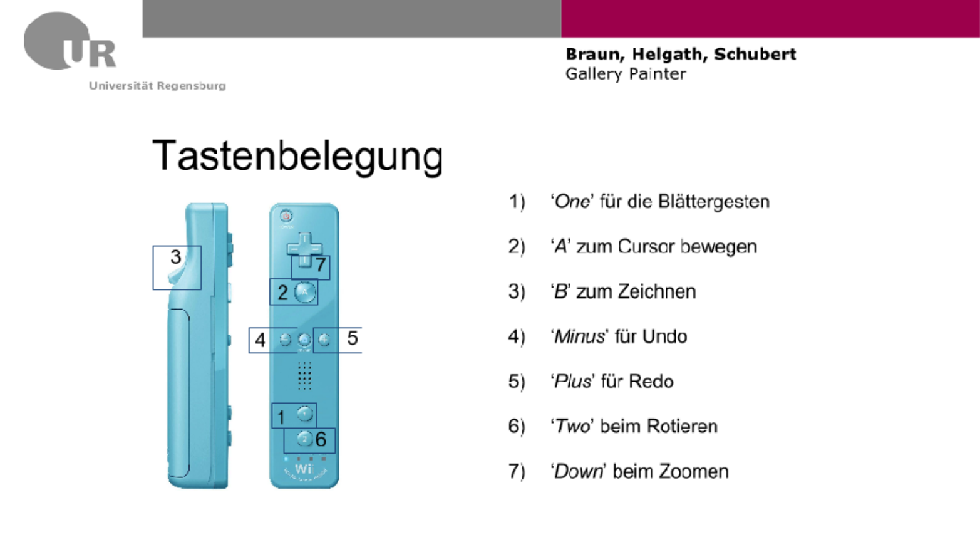 UR
Universität Regensburg
Braun, Helgath, Schubert
Gallery Painter
Tastenbelegung
1) ‘One’ für die Blättergesten
2) ‘A’ zum Cursor bewegen
3) ‘B’ zum Zeichnen
4) ‘Minus’ für Undo
5) ‘Plus’ für Redo
6) ‘Two’ beim Rotieren
7) ‘Down’ beim Zoomen
3
7
2
4
5
1
6
Wii